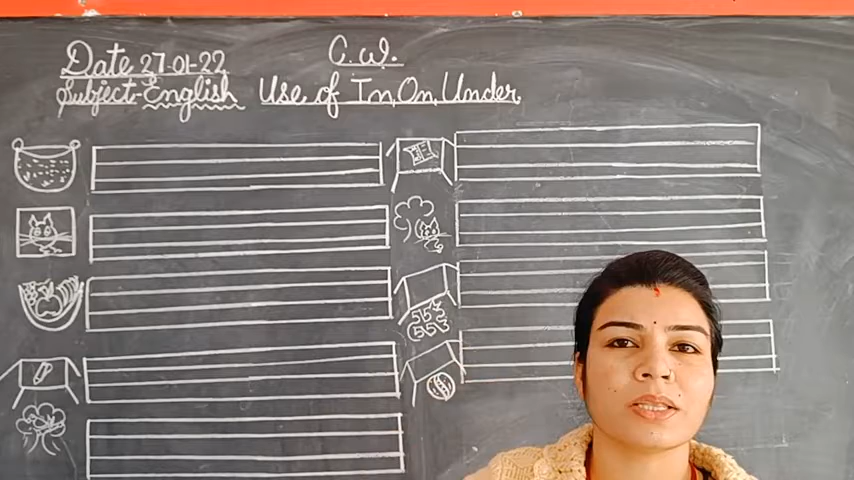 Date 27-01-22
C.W.
Subject-English
Use of In, On, Under